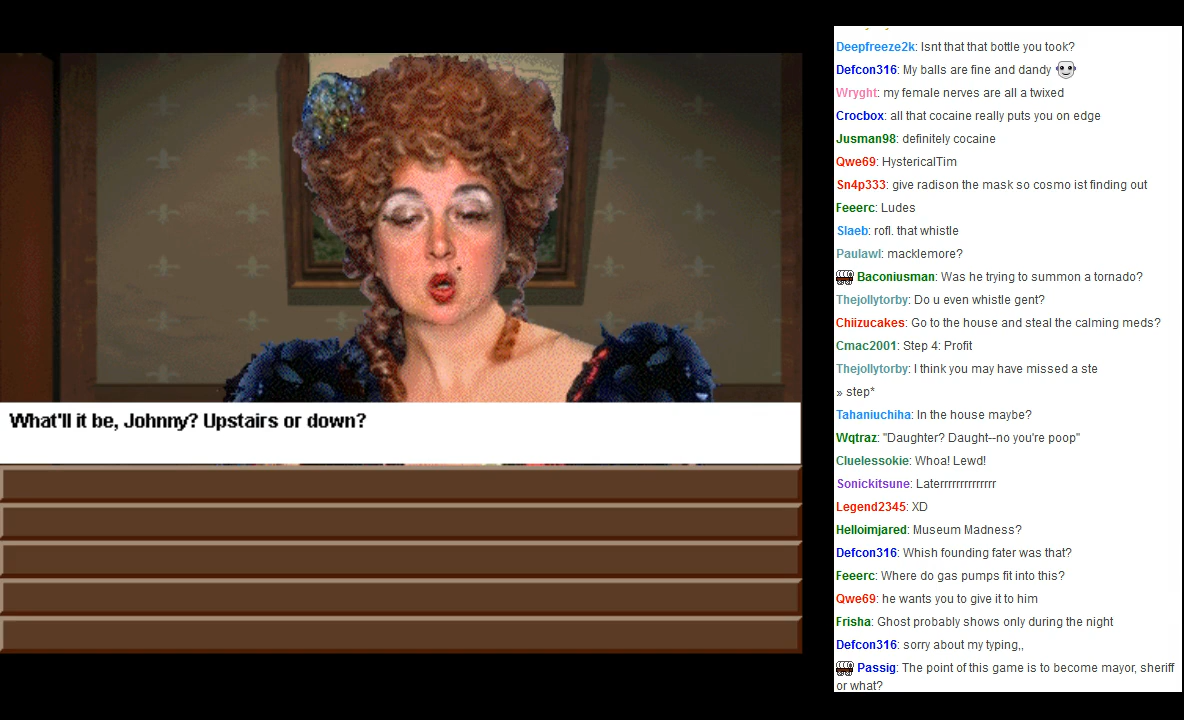 What'll it be, Johnny? Upstairs or down?
Deepfreeze2k: Isnt that that bottle you took?
Defcon316: My balls are fine and dandy
Wryght: my female nerves are all a twixed
Crocbox: all that cocaine really puts you on edge
Jusman98: definitely cocaine
Qwe69: HystericalTim
Sn4p333: give radison the mask so cosmo ist finding out
Feeerc: Ludes
Slaeb: rofl. that whistle
Paulawl: macklemore?
Baconiusman: Was he trying to summon a tornado?
Thejollytorby: Do u even whistle gent?
Chiizucakes: Go to the house and steal the calming meds?
Cmac2001: Step 4: Profit
Thejollytorby: I think you may have missed a ste
» step*
Tahaniuchiha: In the house maybe?
Wqtraz: "Daughter? Daught--no you're poop"
Cluelessokie: Whoa! Lewd!
Sonickitsune: Laterrrrrrrrrrrrr
Legend2345: XD
Helloimjared: Museum Madness?
Defcon316: Whish founding fater was that?
Feeerc: Where do gas pumps fit into this?
Qwe69: he wants you to give it to him
Frisha: Ghost probably shows only during the night
Defcon316: sorry about my typing,,
Passig: The point of this game is to become mayor, sheriff
or what?